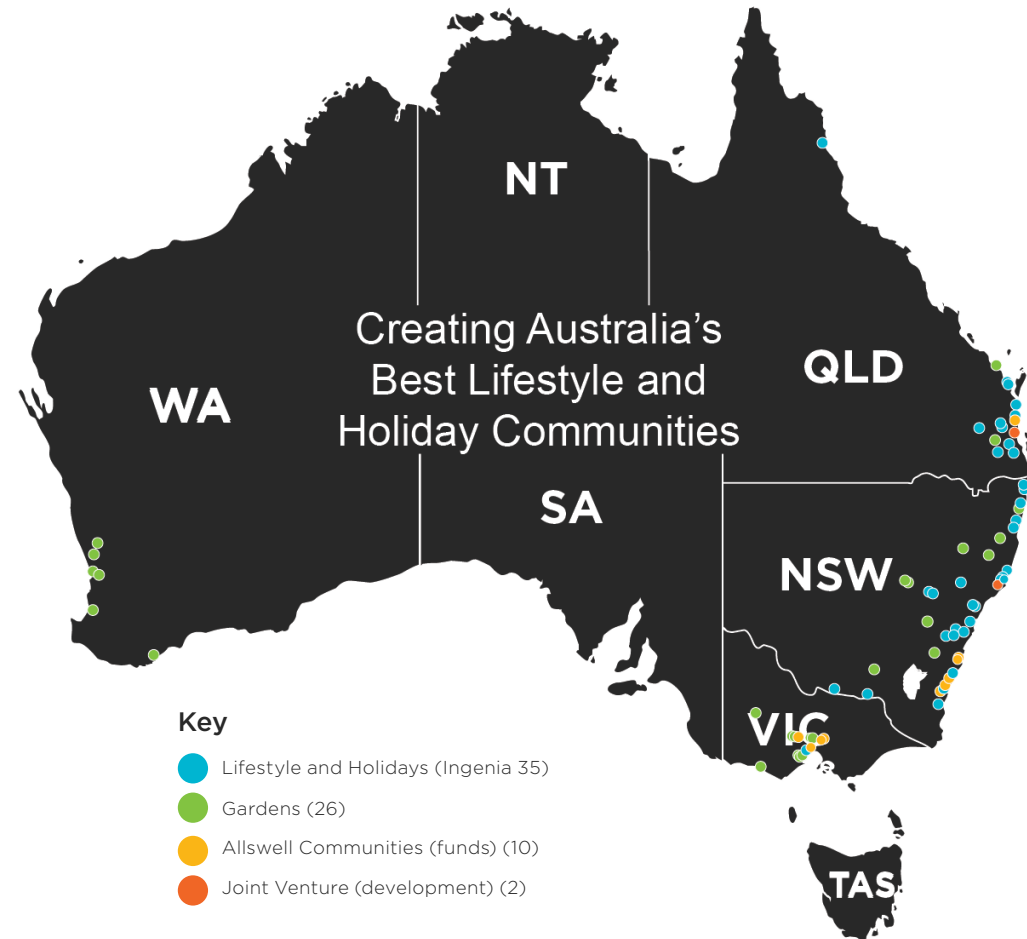 NT
Creating Australia's
Best Lifestyle and
Holiday Communities
QLD
WA
SA
NSW
VIC
Key
Lifestyle and Holidays (Ingenia 35)
Gardens (26)
Allswell Communities (funds) (10)
Joint Venture (development) (2)
TAS